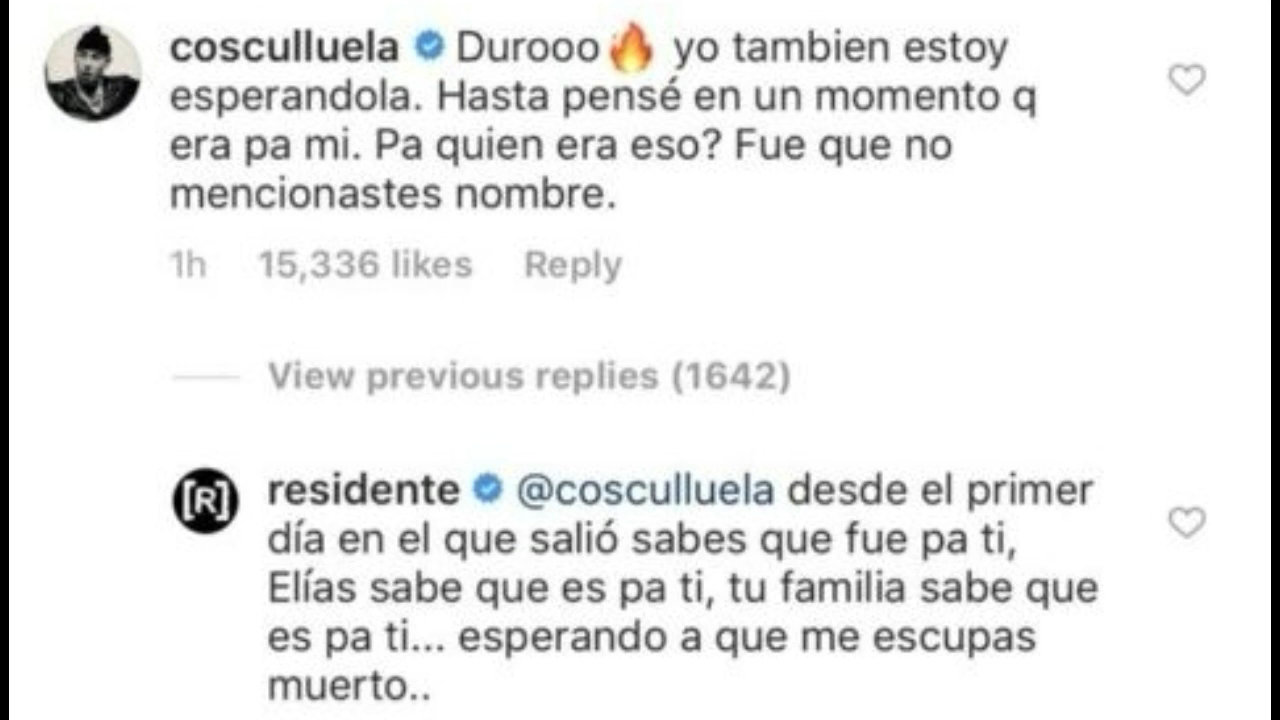 cosculluela Durooo🔥 yo tambien estoy
esperandola. Hasta pensé en un momento q
era pa mi. Pa quien era eso? Fue que no
mencionastes nombre.
1h 15,336 likes Reply
View previous replies (1642)
[R] residente @cosculluela desde el primer
día en el que salió sabes que fue pa ti,
Elías sabe que es pa ti, tu familia sabe que
es pa ti... esperando a que me escupas
muerto..